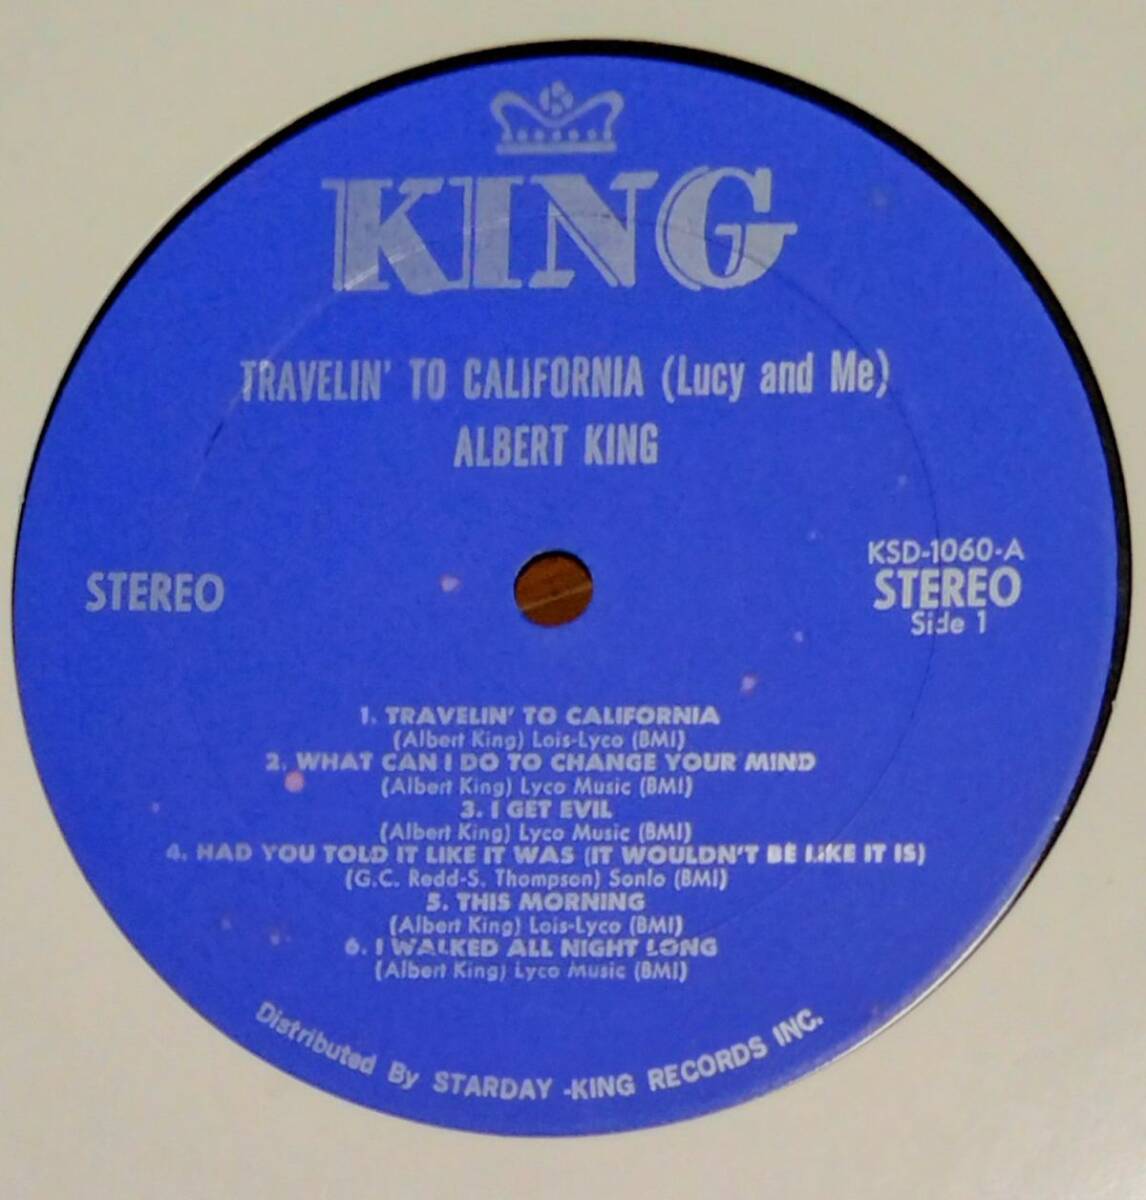 K
KING
TRAVELIN' TO CALIFORNIA (Lucy and Me)
ALBERT KING
STEREO
KSD-1060-A
STEREO
Side 1
1. TRAVELIN' TO CALIFORNIA
(Albert King) Lois-Lyco (BMI)
2. WHAT CAN I DO TO CHANGE YOUR MIND
(Albert King) Lyco Music (BMI)
3. I GET EVIL
(Albert King) Lyco Music (BMI)
4. HAD YOU TOLD IT LIKE IT WAS (IT WOULDN'T BE LIKE IT IS)
(G.C. Redd-S. Thompson) Sonlo (BMI)
5. THIS MORNING
(Albert King) Lois-Lyco (BMI)
6. I WALKED ALL NIGHT LONG
(Albert King) Lyco Music (BMI)
Distributed By STARDAY -KING RECORDS INC.